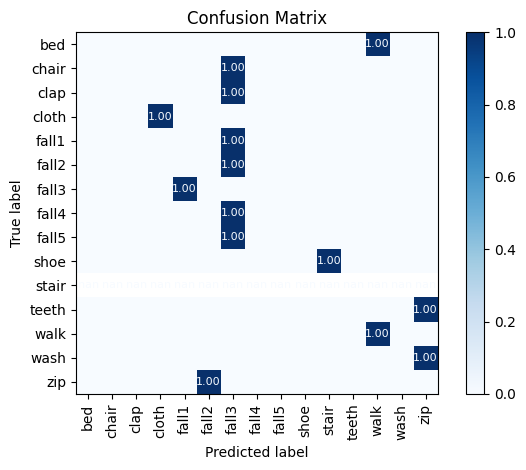 Confusion Matrix
True label
bed 1.00
chair 1.00
clap 1.00
cloth 1.00
fall1 1.00
fall2 1.00
fall3 1.00
fall4 1.00
fall5 1.00
shoe 1.00
stair
teeth 1.00
walk 1.00
wash 1.00
zip 1.00
bed chair clap cloth fall1 fall2 fall3 fall4 fall5 shoe stair teeth walk wash zip
Predicted label
1.0
0.8
0.6
0.4
0.2
0.0